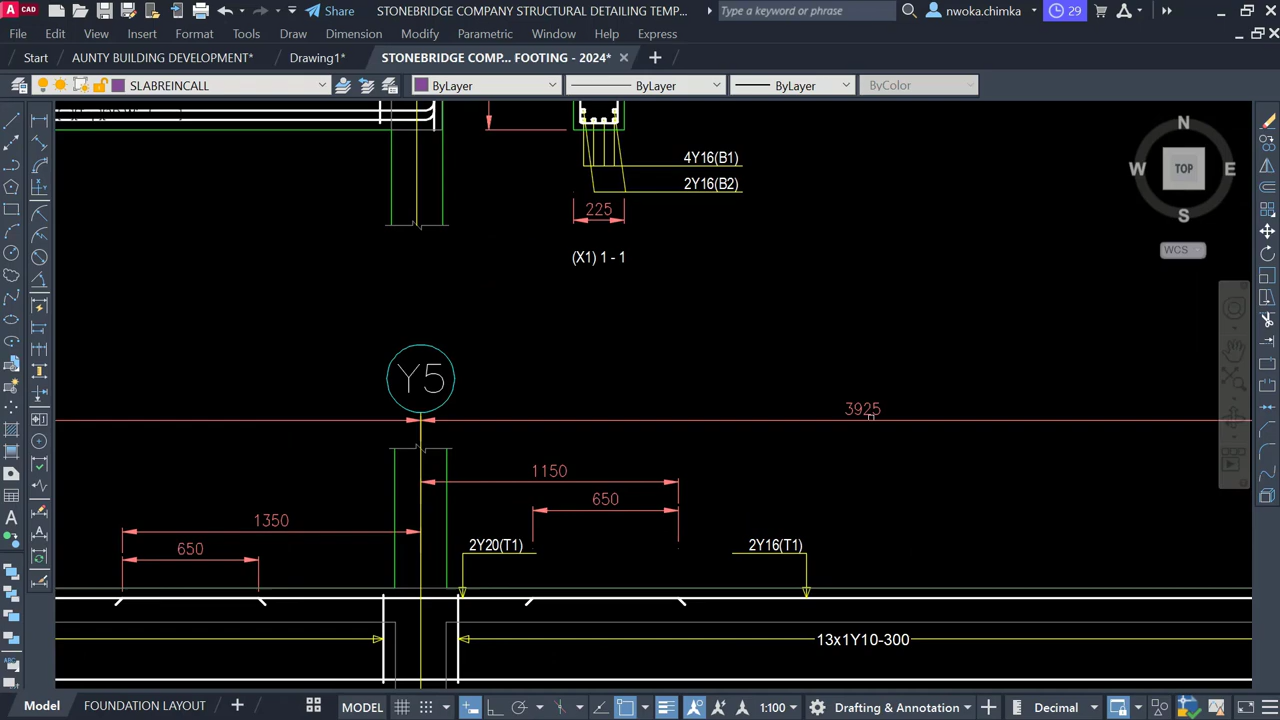 CAD
Share
STONEBRIDGE COMPANY STRUCTURAL DETAILING TEMP...
Type a keyword or phrase
nwoka.chimka
29
File Edit View Insert Format Tools Draw Dimension Modify Parametric Window Help Express
Start
AUNTY BUILDING DEVELOPMENT*
Drawing1*
STONEBRIDGE COMP... FOOTING - 2024*
SLABREINCALL
ByLayer
ByLayer
ByLayer
ByColor
N
W TOP E
S
WCS
4Y16(B1)
2Y16(B2)
225
(X1) 1 - 1
Y5
3925
1150
650
1350
650
2Y20(T1)
2Y16(T1)
13x1Y10-300
Model
FOUNDATION LAYOUT
MODEL
1:100
Drafting & Annotation
Decimal